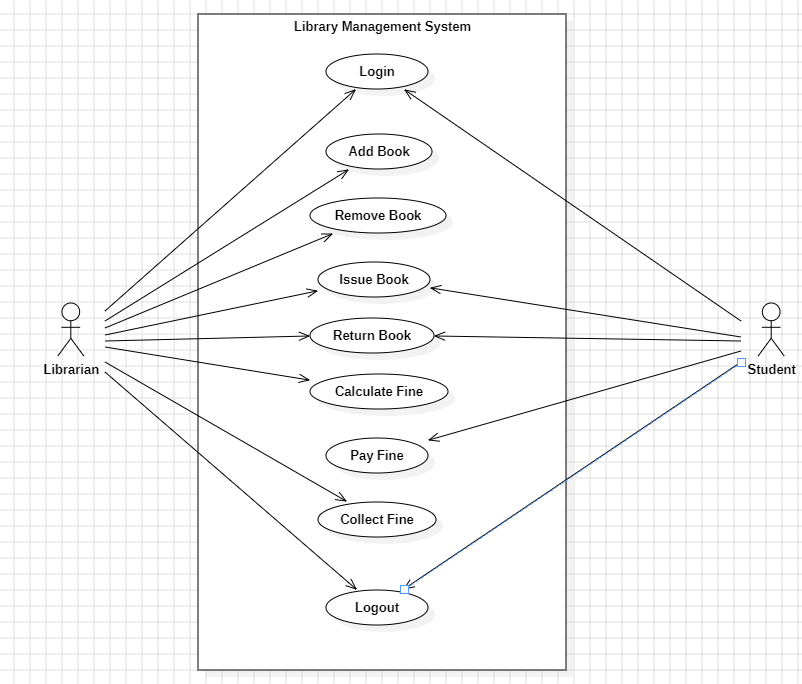 Library Management System
Login
Add Book
Remove Book
Issue Book
Return Book
Librarian
Student
Calculate Fine
Pay Fine
Collect Fine
Logout